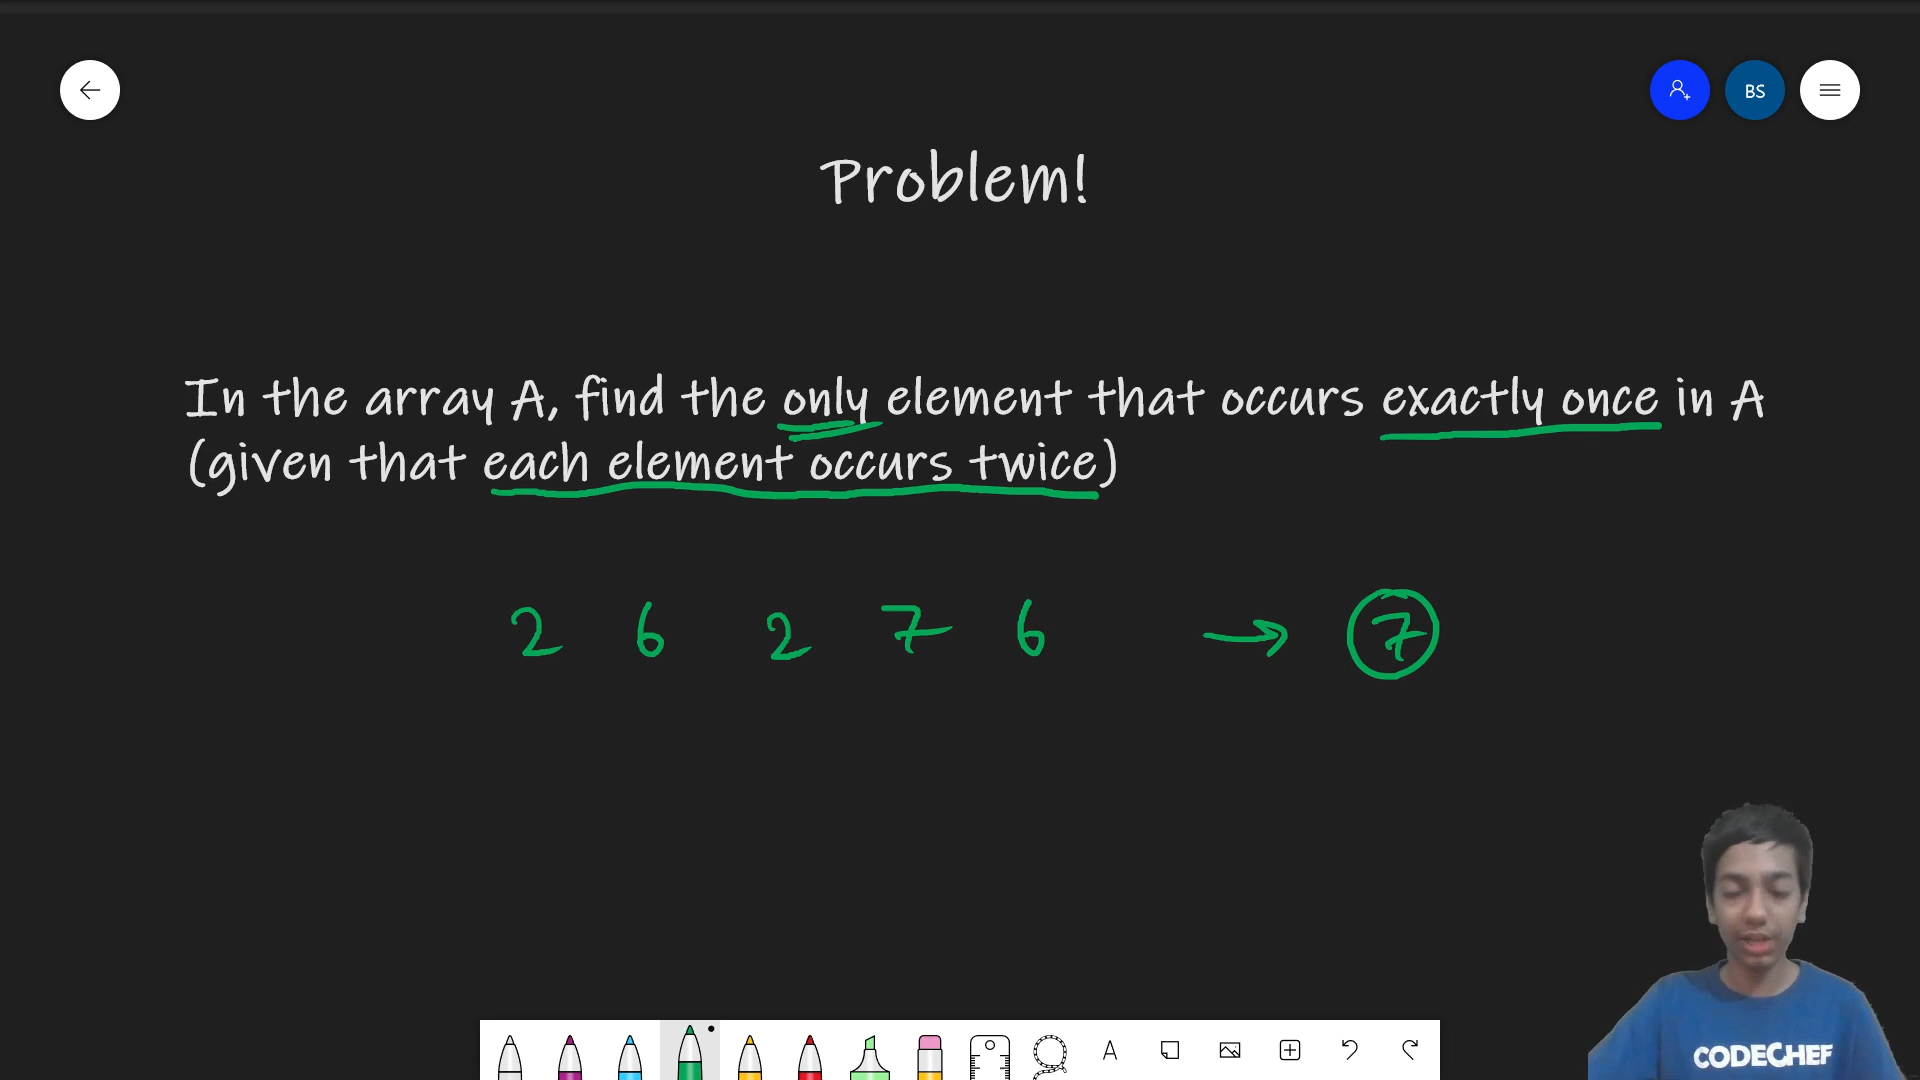 BS
Problem!
In the array A, find the only element that occurs exactly once in A
(given that each element occurs twice)
2 6 2 7 6 → 7
A
CODECHEF